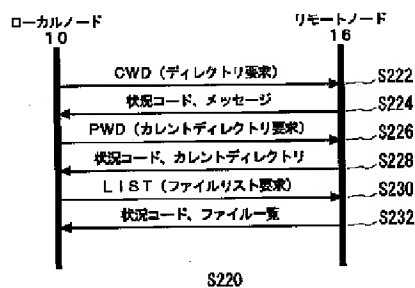 ローカルノード
10
リモートノード
16
CWD（ディレクトリ要求）
S222
状況コード、メッセージ
S224
PWD（カレントディレクトリ要求）
S226
状況コード、カレントディレクトリ
S228
LIST（ファイルリスト要求）
S230
状況コード、ファイル一覧
S232
S220